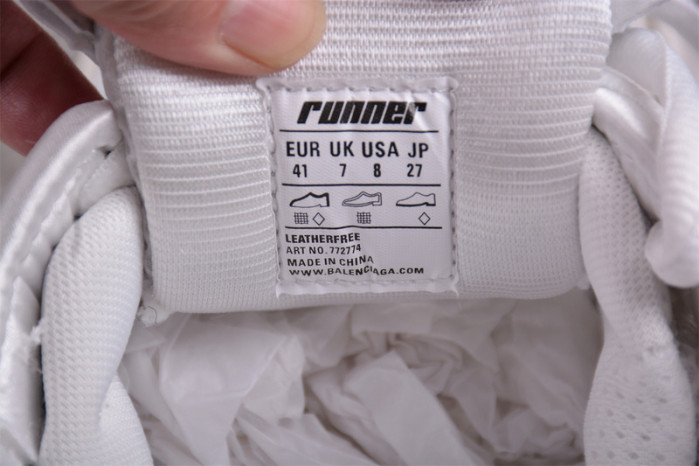 runner
EUR UK USA JP
41 7 8 27
LEATHERFREE
ART NO. 772774
MADE IN CHINA
WWW.BALENCIAGA.COM